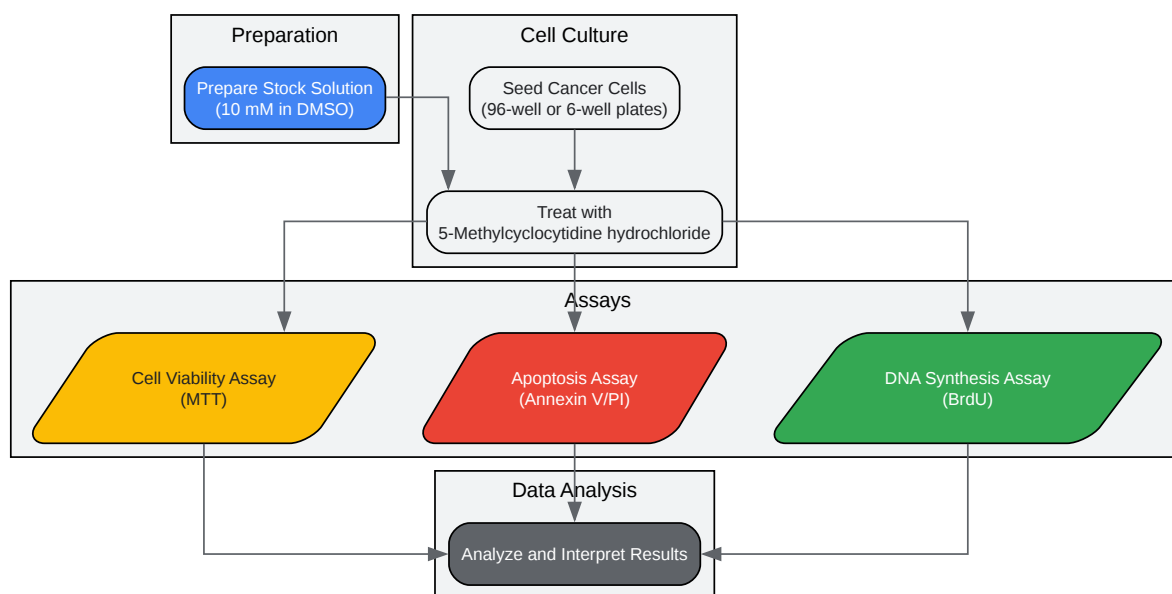 Preparation
Prepare Stock Solution
(10 mM in DMSO)
Cell Culture
Seed Cancer Cells
(96-well or 6-well plates)
Treat with
5-Methylcyclocytidine hydrochloride
Assays
Cell Viability Assay
(MTT)
Apoptosis Assay
(Annexin V/PI)
DNA Synthesis Assay
(BrdU)
Data Analysis
Analyze and Interpret Results